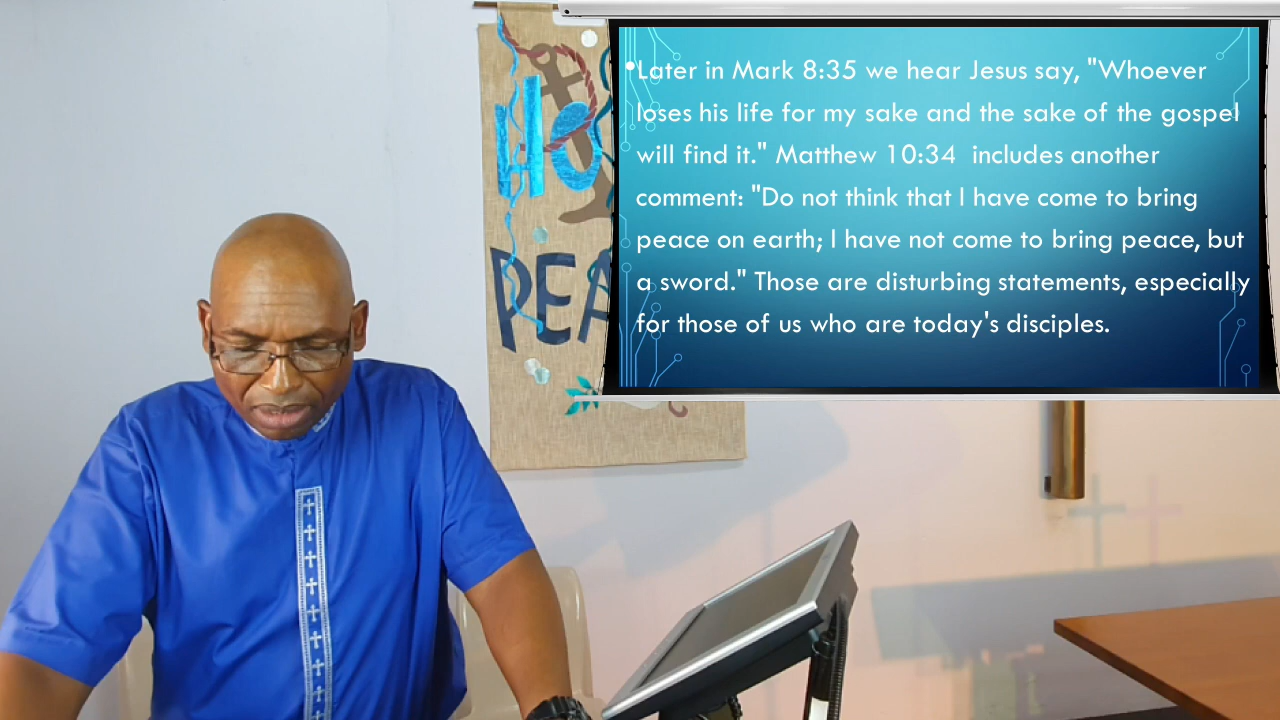 Later in Mark 8:35 we hear Jesus say, "Whoever
loses his life for my sake and the sake of the gospel
will find it." Matthew 10:34 includes another
comment: "Do not think that I have come to bring
peace on earth; I have not come to bring peace, but
a sword." Those are disturbing statements, especially
for those of us who are today's disciples.
HO
PEA